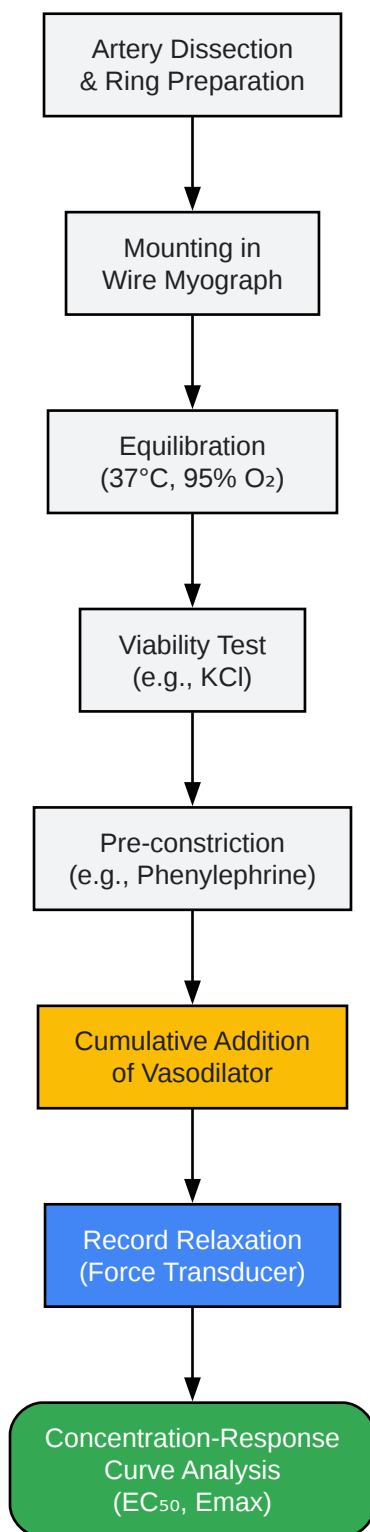 Artery Dissection
& Ring Preparation
Mounting in
Wire Myograph
Equilibration
(37°C, 95% O₂)
Viability Test
(e.g., KCl)
Pre-constriction
(e.g., Phenylephrine)
Cumulative Addition
of Vasodilator
Record Relaxation
(Force Transducer)
Concentration-Response
Curve Analysis
(EC₅₀, Emax)